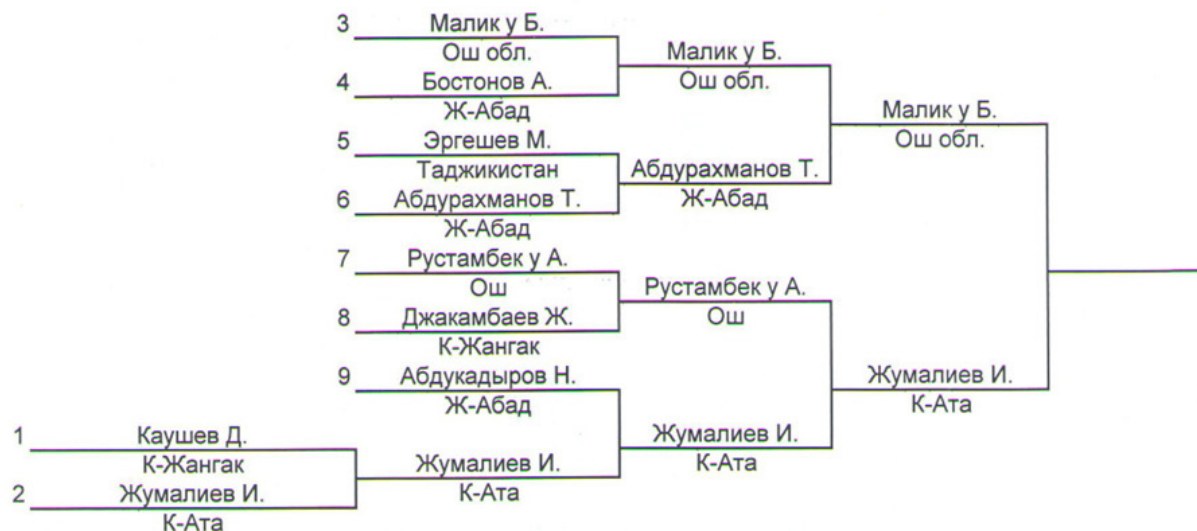 3 Малик у Б.
Ош обл.
4 Бостонов А.
Ж-Абад
5 Эргешев М.
Таджикистан
6 Абдурахманов Т.
Ж-Абад
7 Рустамбек у А.
Ош
8 Джакамбаев Ж.
К-Жангак
9 Абдукадыров Н.
Ж-Абад
1 Каушев Д.
К-Жангак
2 Жумалиев И.
К-Ата
Жумалиев И.
К-Ата
Малик у Б.
Ош обл.
Абдурахманов Т.
Ж-Абад
Рустамбек у А.
Ош
Жумалиев И.
К-Ата
Малик у Б.
Ош обл.
Жумалиев И.
К-Ата